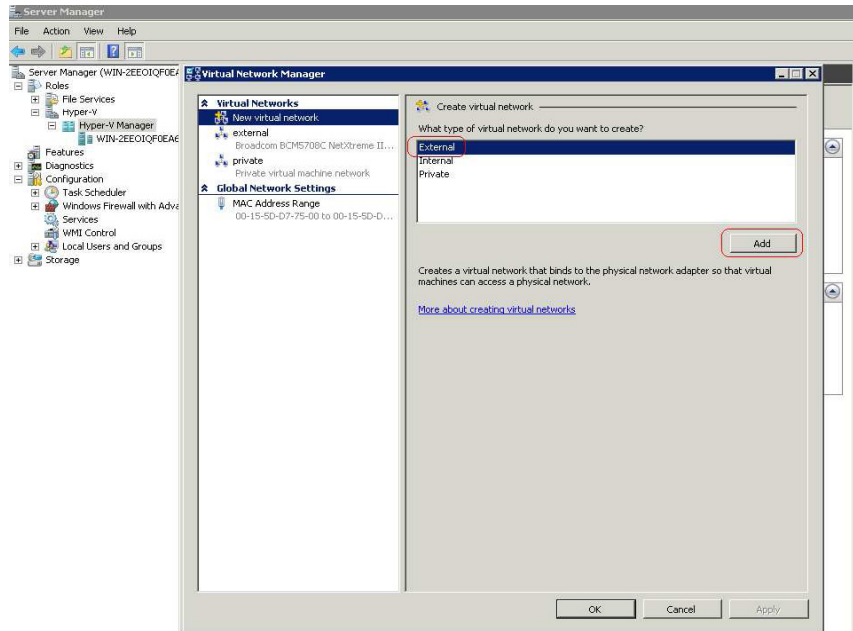 Server Manager
File Action View Help
Server Manager (WIN-2EEOIQF0EA
Roles
File Services
Hyper-V
Hyper-V Manager
WIN-2EEOIQF0EA6
Features
Diagnostics
Configuration
Task Scheduler
Windows Firewall with Adva
Services
WMI Control
Local Users and Groups
Storage
Virtual Network Manager
Virtual Networks
New virtual network
external
Broadcom BCM5708C NetXtreme II...
private
Private virtual machine network
Global Network Settings
MAC Address Range
00-15-5D-D7-75-00 to 00-15-5D-D...
Create virtual network
What type of virtual network do you want to create?
External
Internal
Private
Add
Creates a virtual network that binds to the physical network adapter so that virtual
machines can access a physical network.
More about creating virtual networks
OK Cancel Apply